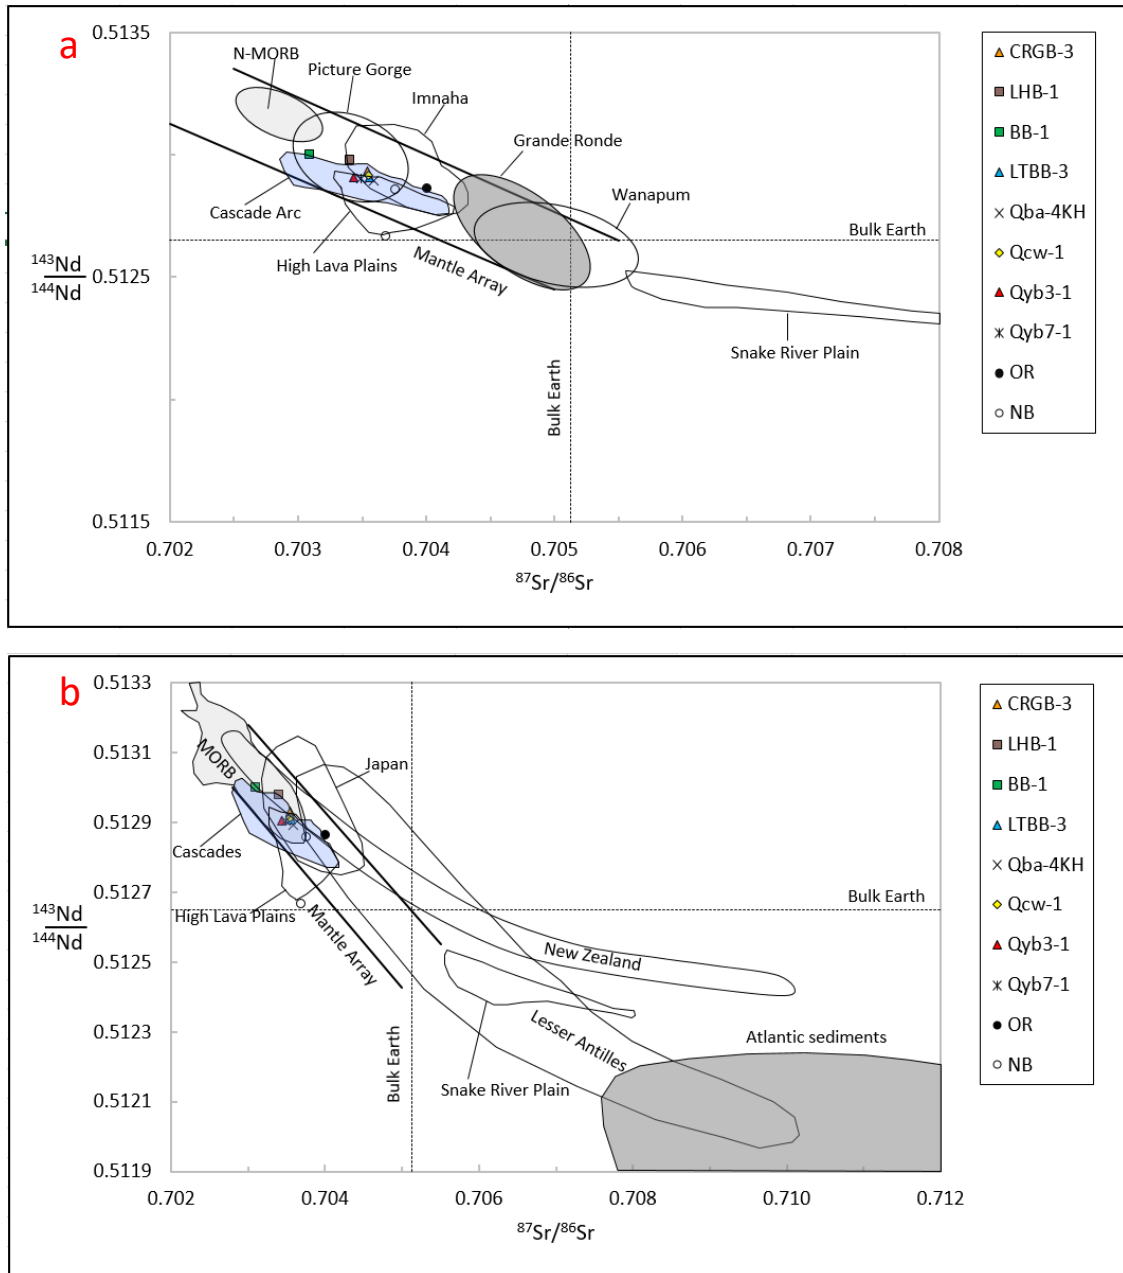 a
0.5135
0.5125
0.5115
143Nd
144Nd
N-MORB
Picture Gorge
Imnaha
Grande Ronde
Wanapum
Cascade Arc
High Lava Plains
Mantle Array
Bulk Earth
Bulk Earth
Snake River Plain
0.702
0.703
0.704
0.705
0.706
0.707
0.708
87Sr/86Sr
CRGB-3
LHB-1
BB-1
LTBB-3
Qba-4KH
Qcw-1
Qyb3-1
Qyb7-1
OR
NB
b
0.5133
0.5131
0.5129
0.5127
0.5125
0.5123
0.5121
0.5119
143Nd
144Nd
MORB
Japan
Cascades
High Lava Plains
Mantle Array
Bulk Earth
Bulk Earth
New Zealand
Lesser Antilles
Snake River Plain
Atlantic sediments
0.702
0.704
0.706
0.708
0.710
0.712
87Sr/86Sr
CRGB-3
LHB-1
BB-1
LTBB-3
Qba-4KH
Qcw-1
Qyb3-1
Qyb7-1
OR
NB